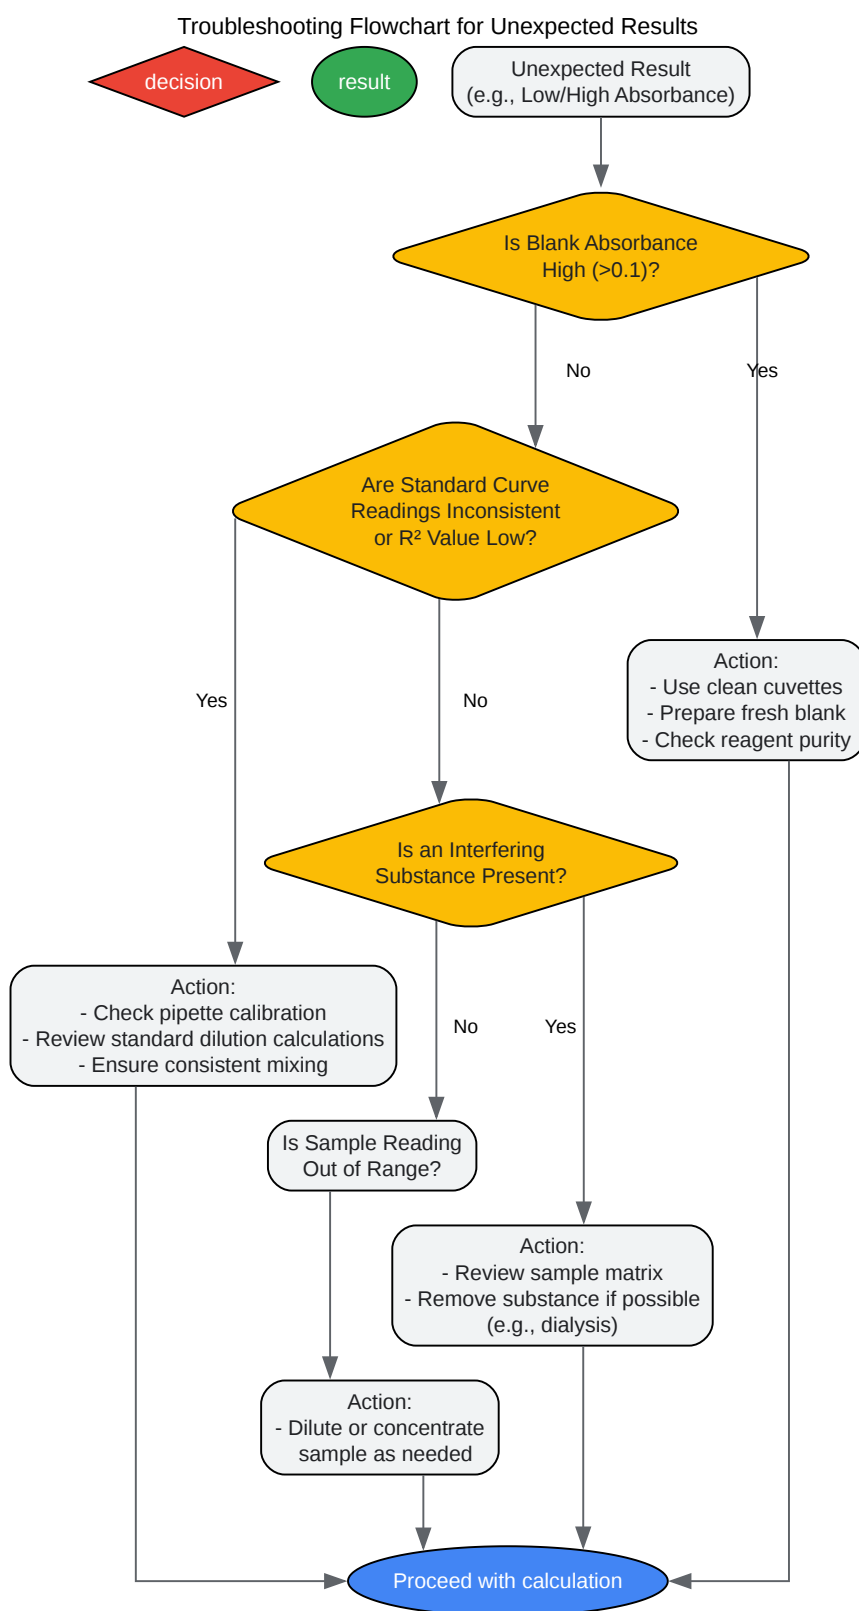 Troubleshooting Flowchart for Unexpected Results
decision
result
Unexpected Result
(e.g., Low/High Absorbance)
Is Blank Absorbance
High (>0.1)?
No
Yes
Are Standard Curve
Readings Inconsistent
or R² Value Low?
Action:
- Use clean cuvettes
- Prepare fresh blank
- Check reagent purity
Yes
No
Is an Interfering
Substance Present?
Action:
- Check pipette calibration
- Review standard dilution calculations
- Ensure consistent mixing
No
Yes
Is Sample Reading
Out of Range?
Action:
- Review sample matrix
- Remove substance if possible
(e.g., dialysis)
Action:
- Dilute or concentrate
sample as needed
Proceed with calculation